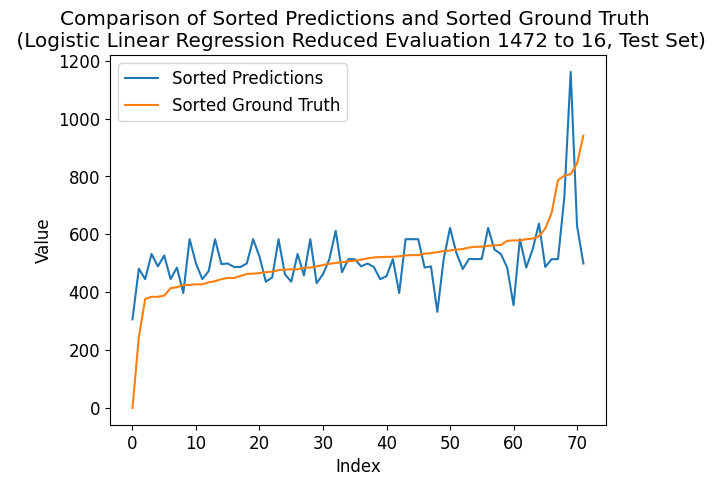 Comparison of Sorted Predictions and Sorted Ground Truth
(Logistic Linear Regression Reduced Evaluation 1472 to 16, Test Set)
Sorted Predictions
Sorted Ground Truth
1200
1000
800
600
400
200
0
Value
0 10 20 30 40 50 60 70
Index